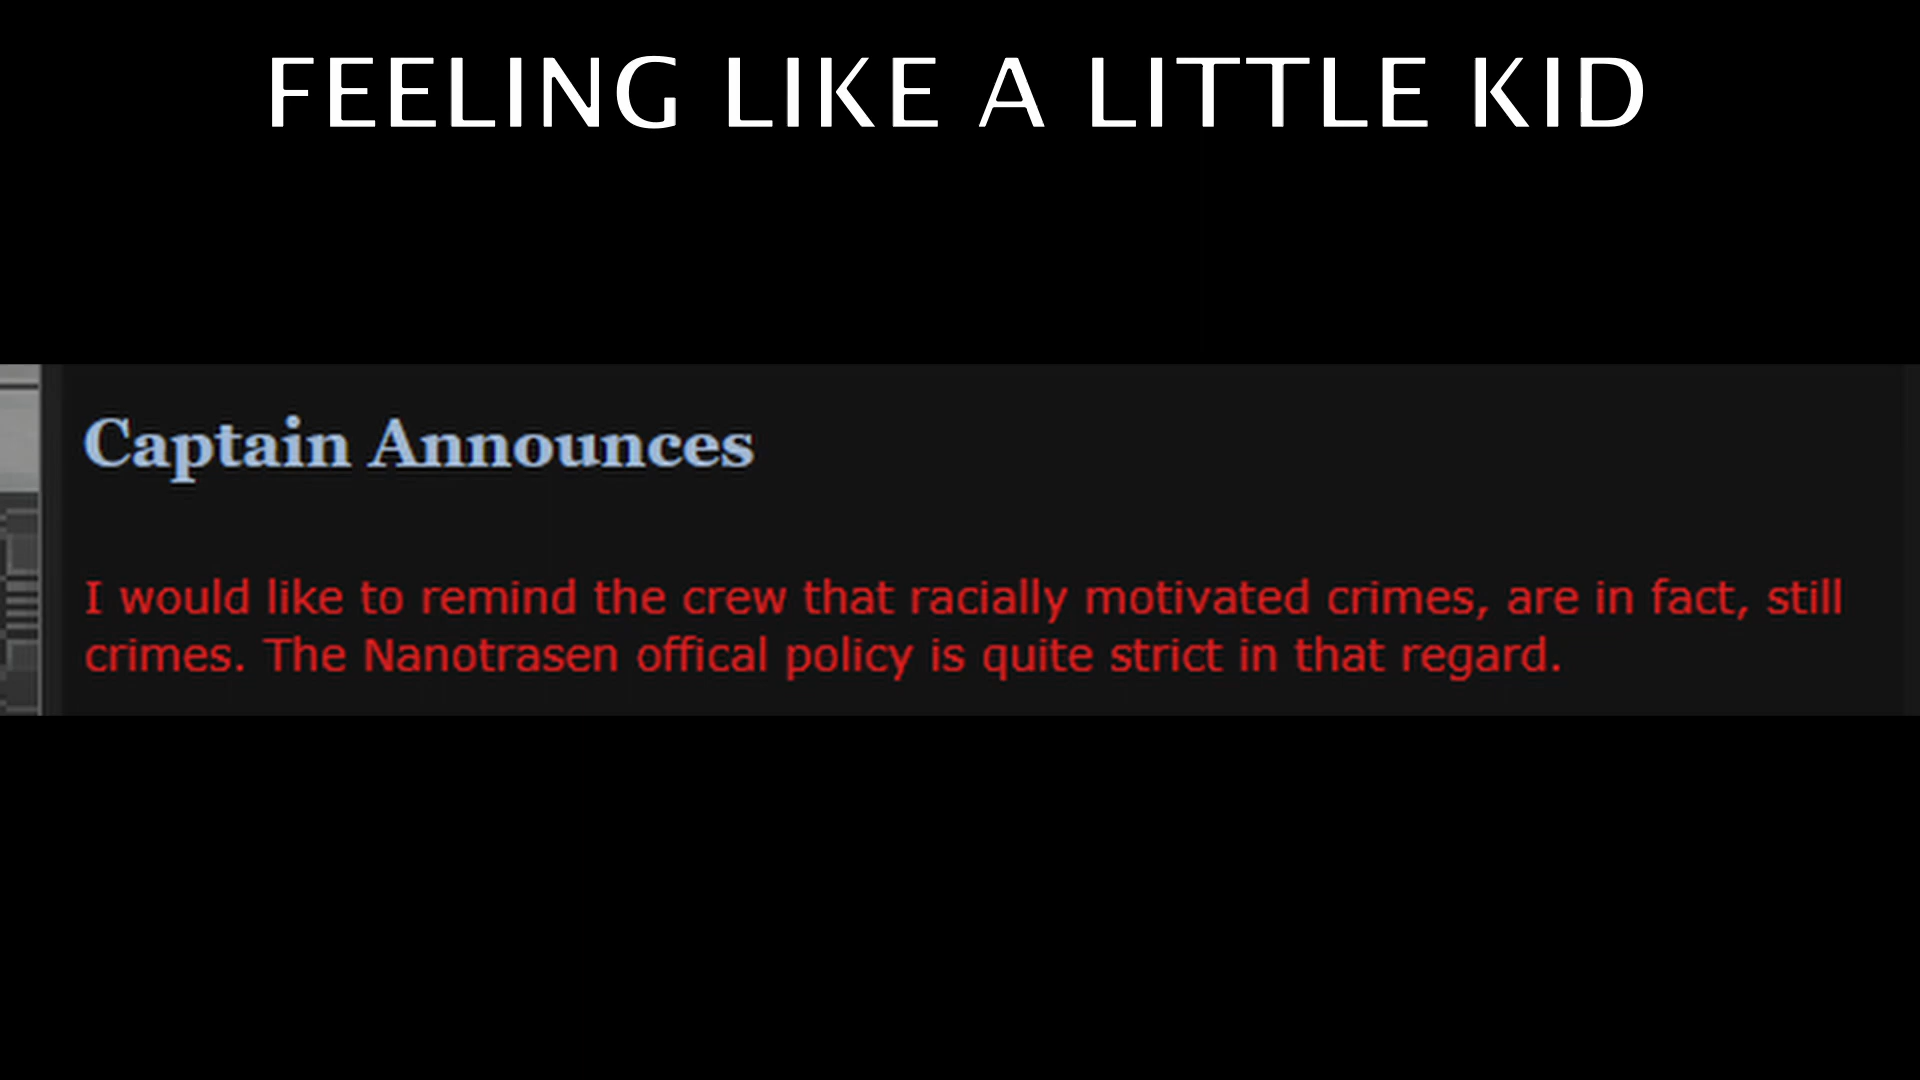 FEELING LIKE A LITTLE KID
Captain Announces
I would like to remind the crew that racially motivated crimes, are in fact, still
crimes. The Nanotrasen offical policy is quite strict in that regard.